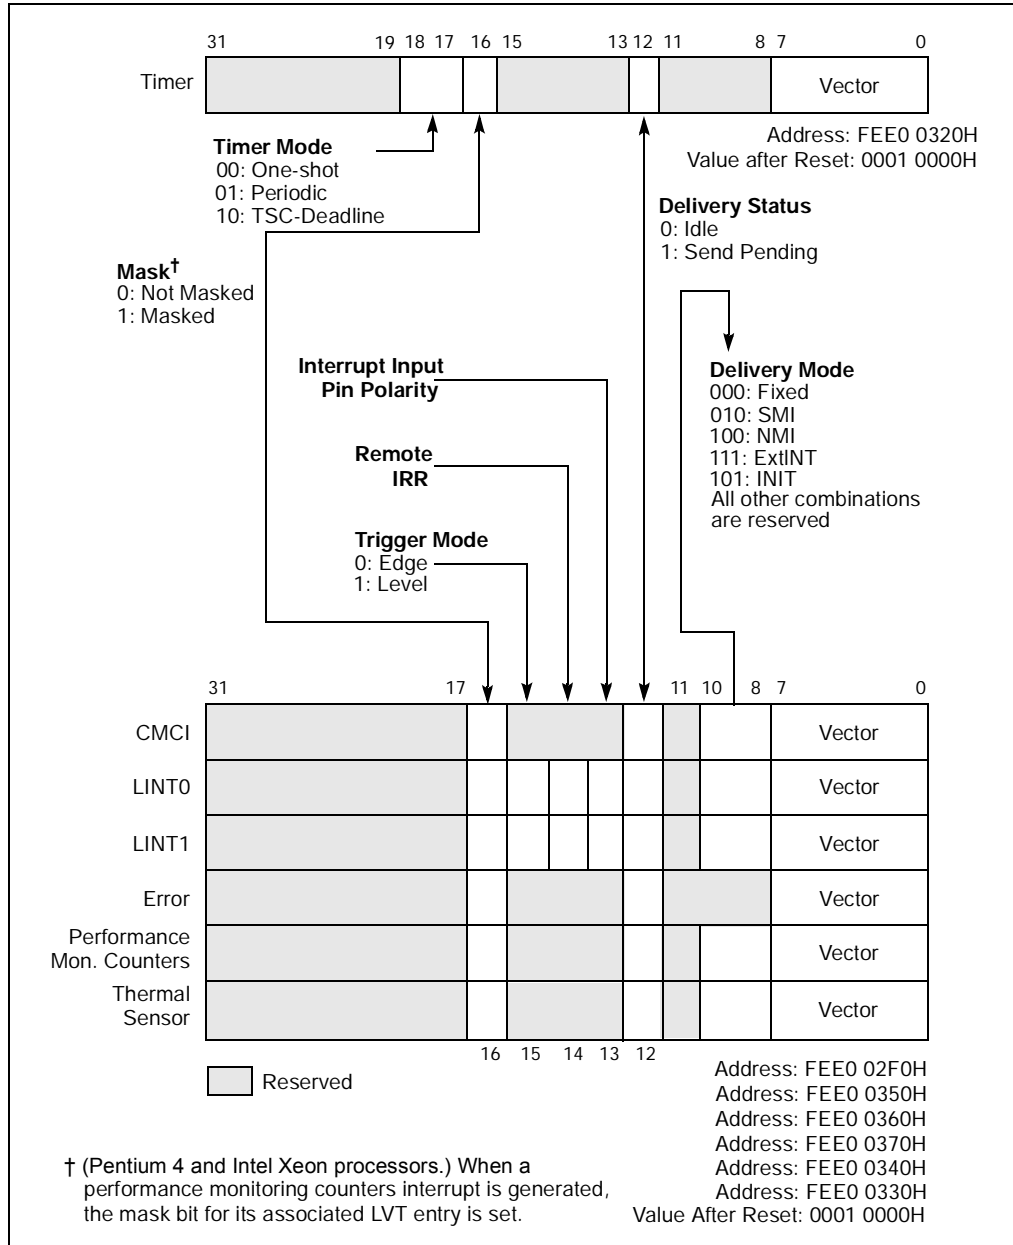 31 19 18 17 16 15 13 12 11 8 7 0
Timer Vector
Address: FEE0 0320H
Value after Reset: 0001 0000H
Timer Mode
00: One-shot
01: Periodic
10: TSC-Deadline
Delivery Status
0: Idle
1: Send Pending
Mask†
0: Not Masked
1: Masked
Interrupt Input
Pin Polarity
Delivery Mode
000: Fixed
010: SMI
100: NMI
111: ExtINT
101: INIT
All other combinations
are reserved
Remote
IRR
Trigger Mode
0: Edge
1: Level
31 17 11 10 8 7 0
CMCI Vector
LINT0 Vector
LINT1 Vector
Error Vector
Performance
Mon. Counters Vector
Thermal
Sensor Vector
16 15 14 13 12
Reserved
Address: FEE0 02F0H
Address: FEE0 0350H
Address: FEE0 0360H
Address: FEE0 0370H
Address: FEE0 0340H
Address: FEE0 0330H
Value After Reset: 0001 0000H
† (Pentium 4 and Intel Xeon processors.) When a
performance monitoring counters interrupt is generated,
the mask bit for its associated LVT entry is set.